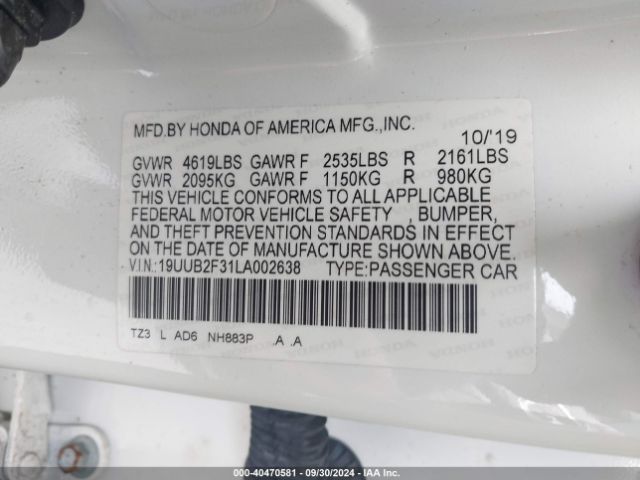 MFD.BY HONDA OF AMERICA MFG.,INC. 10/'19
GVWR 4619LBS GAWR F 2535LBS R 2161LBS
GVWR 2095KG GAWR F 1150KG R 980KG
THIS VEHICLE CONFORMS TO ALL APPLICABLE
FEDERAL MOTOR VEHICLE SAFETY , BUMPER,
AND THEFT PREVENTION STANDARDS IN EFFECT
ON THE DATE OF MANUFACTURE SHOWN ABOVE.
V.I.N.:19UUB2F31LA002638 TYPE:PASSENGER CAR
TZ3 L AD6 NH883P .A .A
000-40470581 - 09/30/2024 - IAA Inc.